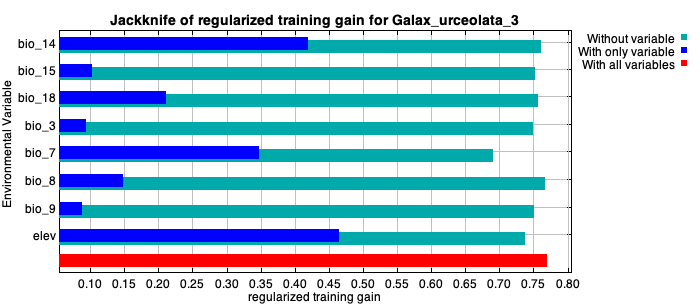 Jackknife of regularized training gain for Galax_urceolata_3
Without variable
With only variable
With all variables
Environmental Variable
bio_14
bio_15
bio_18
bio_3
bio_7
bio_8
bio_9
elev
0.10 0.15 0.20 0.25 0.30 0.35 0.40 0.45 0.50 0.55 0.60 0.65 0.70 0.75 0.80
regularized training gain